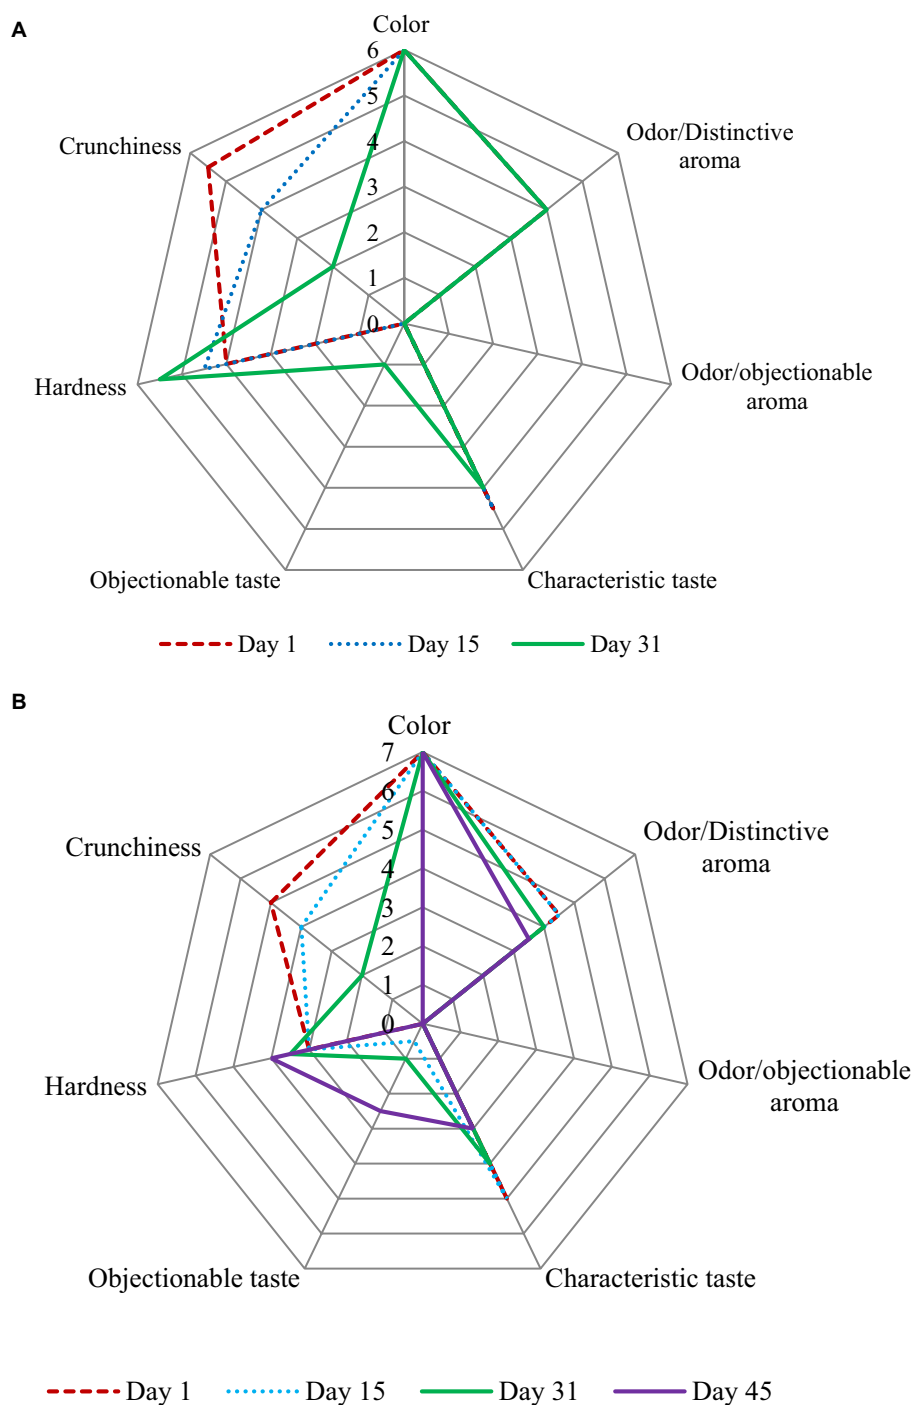 A
Color
6
5
4
3
2
1
0
Crunchiness
Odor/Distinctive
aroma
Odor/objectionable
aroma
Hardness
Objectionable taste
Characteristic taste
Day 1 Day 15 Day 31
B
Color
7
6
5
4
3
2
1
0
Crunchiness
Odor/Distinctive
aroma
Odor/objectionable
aroma
Hardness
Objectionable taste
Characteristic taste
Day 1 Day 15 Day 31 Day 45